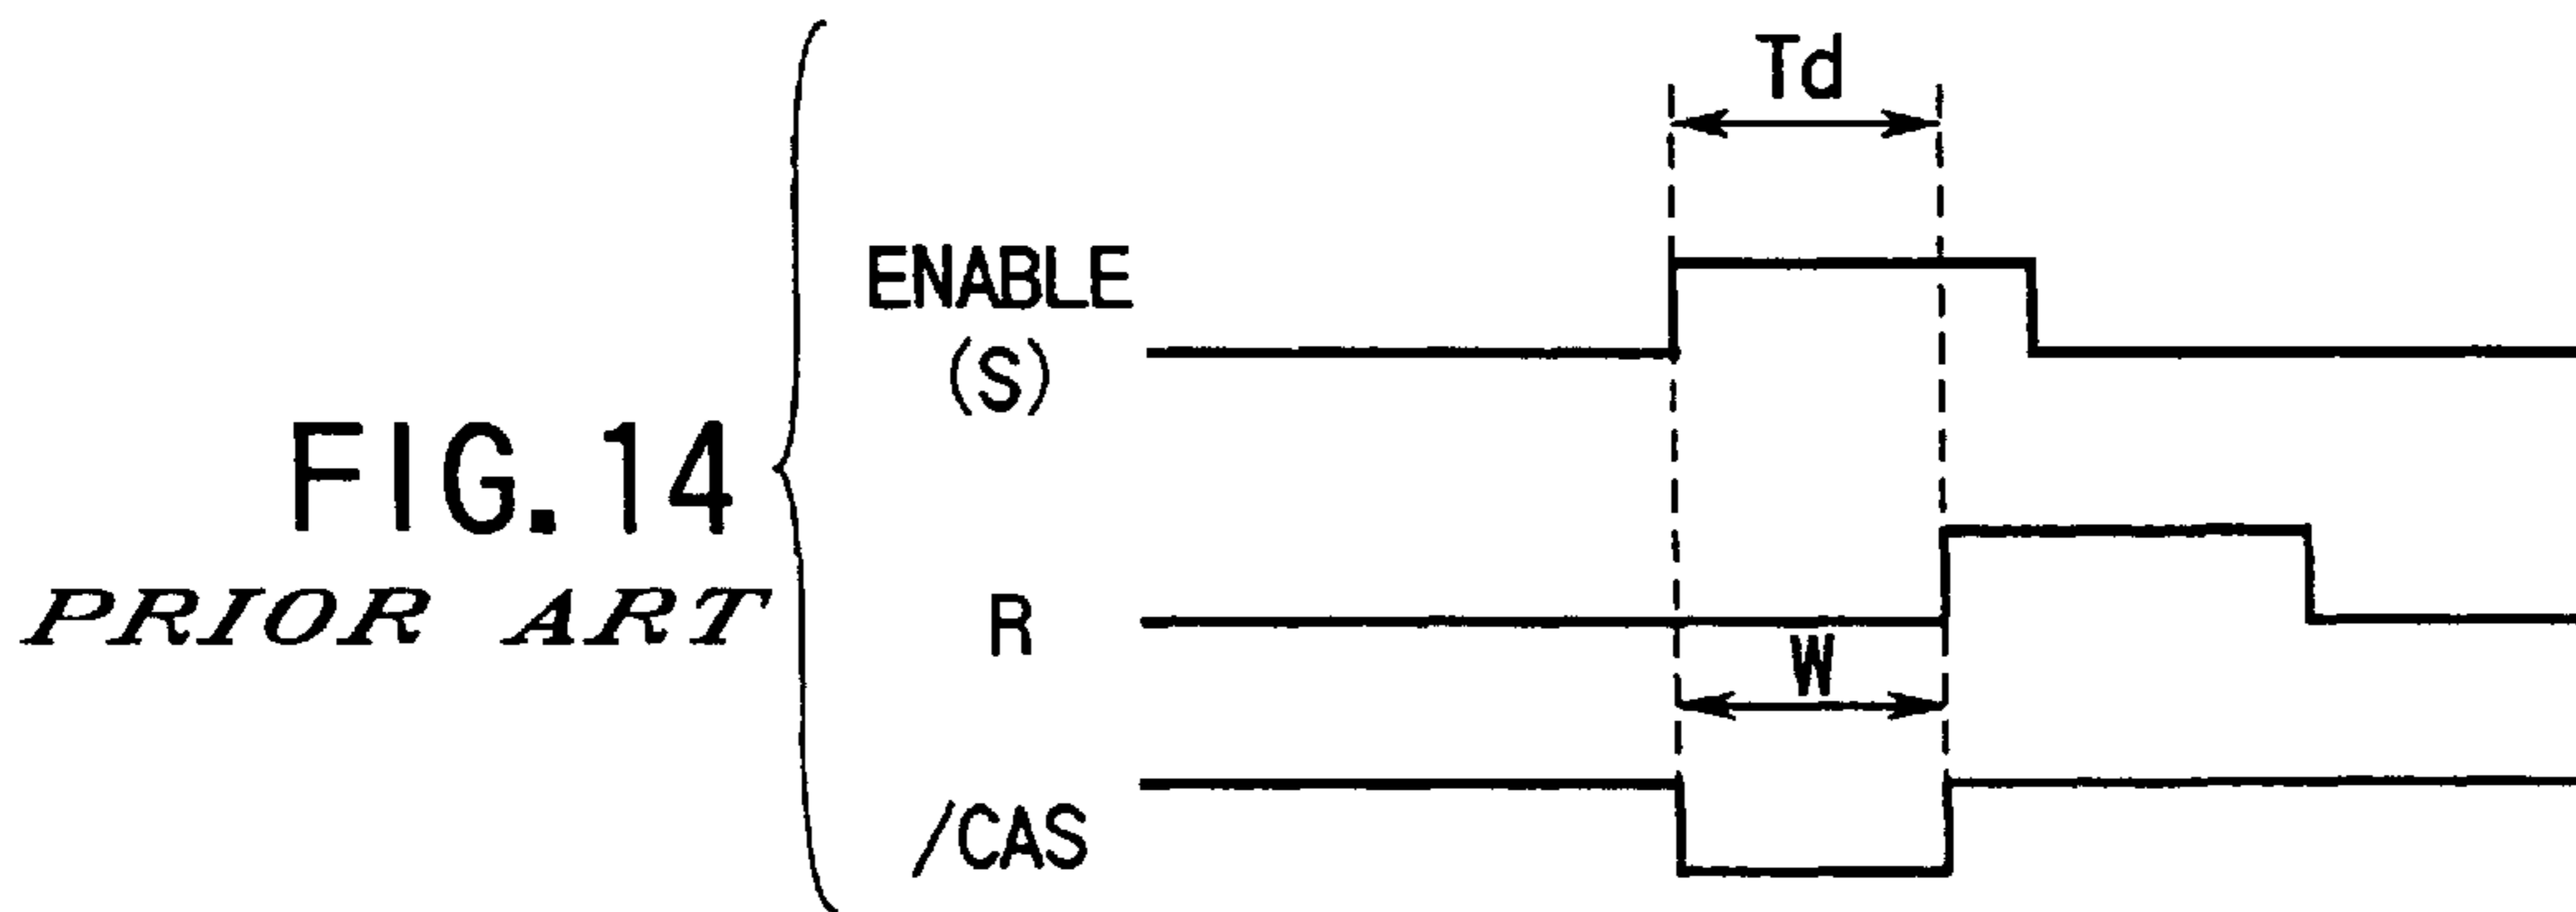 FIG.14
PRIOR ART
Td
ENABLE
(S)
R
W
/CAS